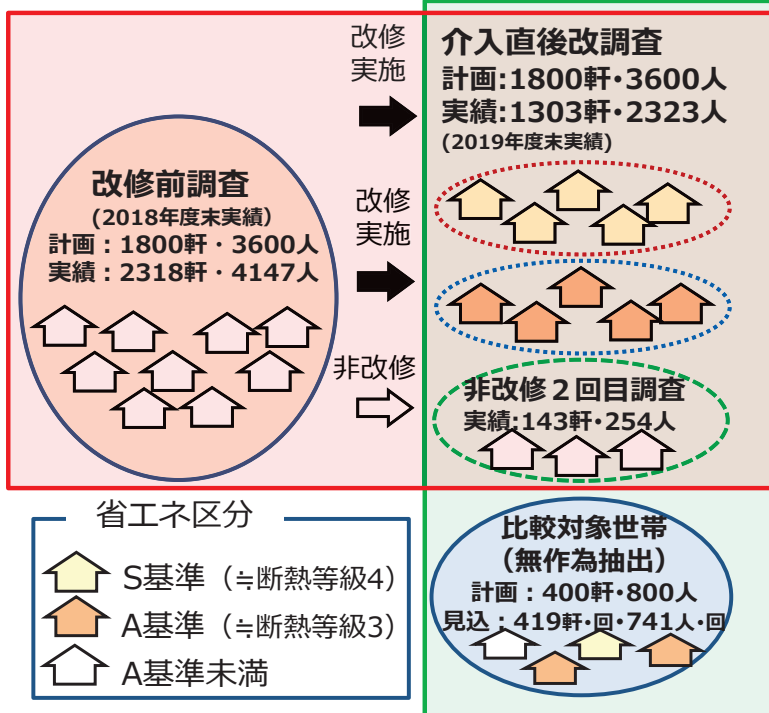 改修
実施
介入直後改調査
計画:1800軒・3600人
実績:1303軒・2323人
(2019年度末実績)
改修前調査
(2018年度末実績)
計画：1800軒・3600人
実績：2318軒・4147人
改修
実施
非改修
非改修２回目調査
実績:143軒・254人
省エネ区分
S基準（≒断熱等級4）
A基準（≒断熱等級3）
A基準未満
比較対象世帯
（無作為抽出）
計画：400軒・800人
見込：419軒・回・741人・回